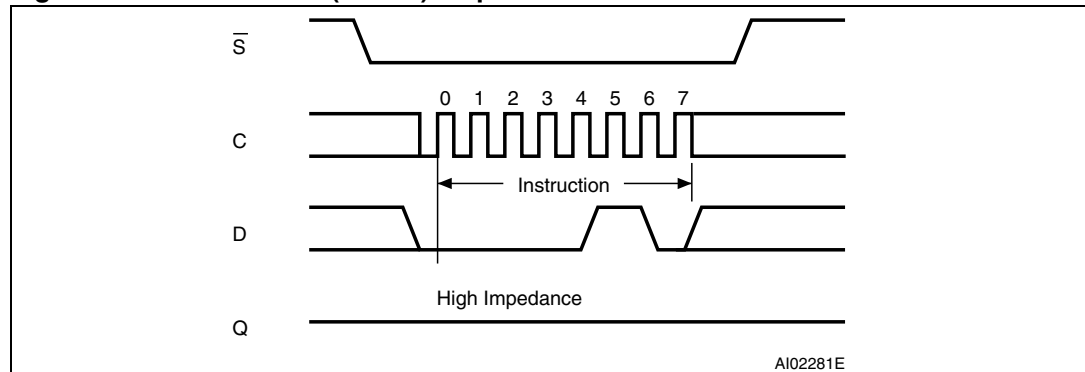 S̅
0 1 2 3 4 5 6 7
C
Instruction
D
High Impedance
Q
AI02281E